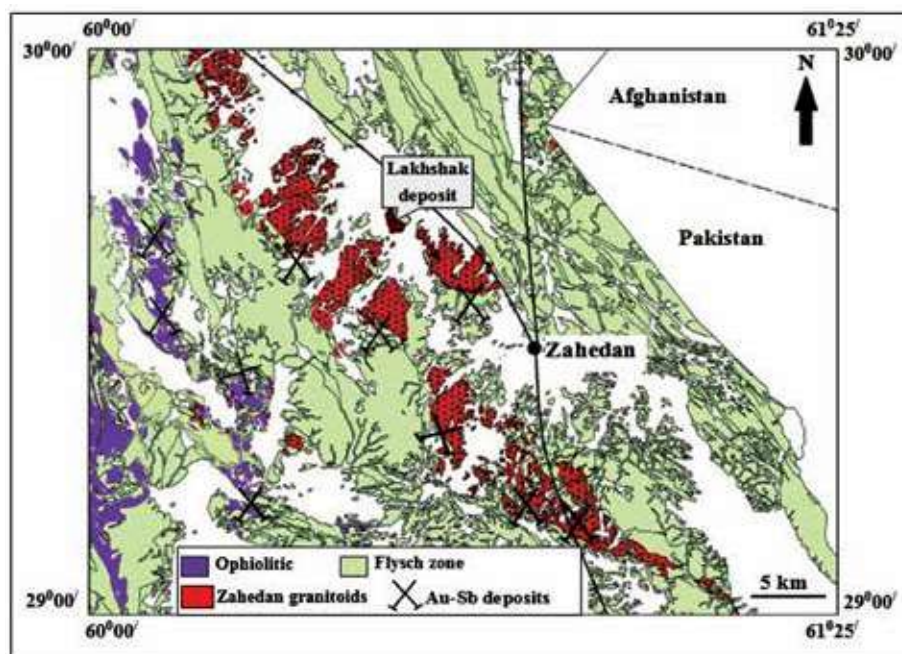 60°00′
61°25′
30°00′
30°00′
N
Afghanistan
Lakhshak
deposit
Pakistan
Zahedan
Ophiolitic
Flysch zone
Zahedan granitoids
Au-Sb deposits
5 km
29°00′
29°00′
60°00′
61°25′